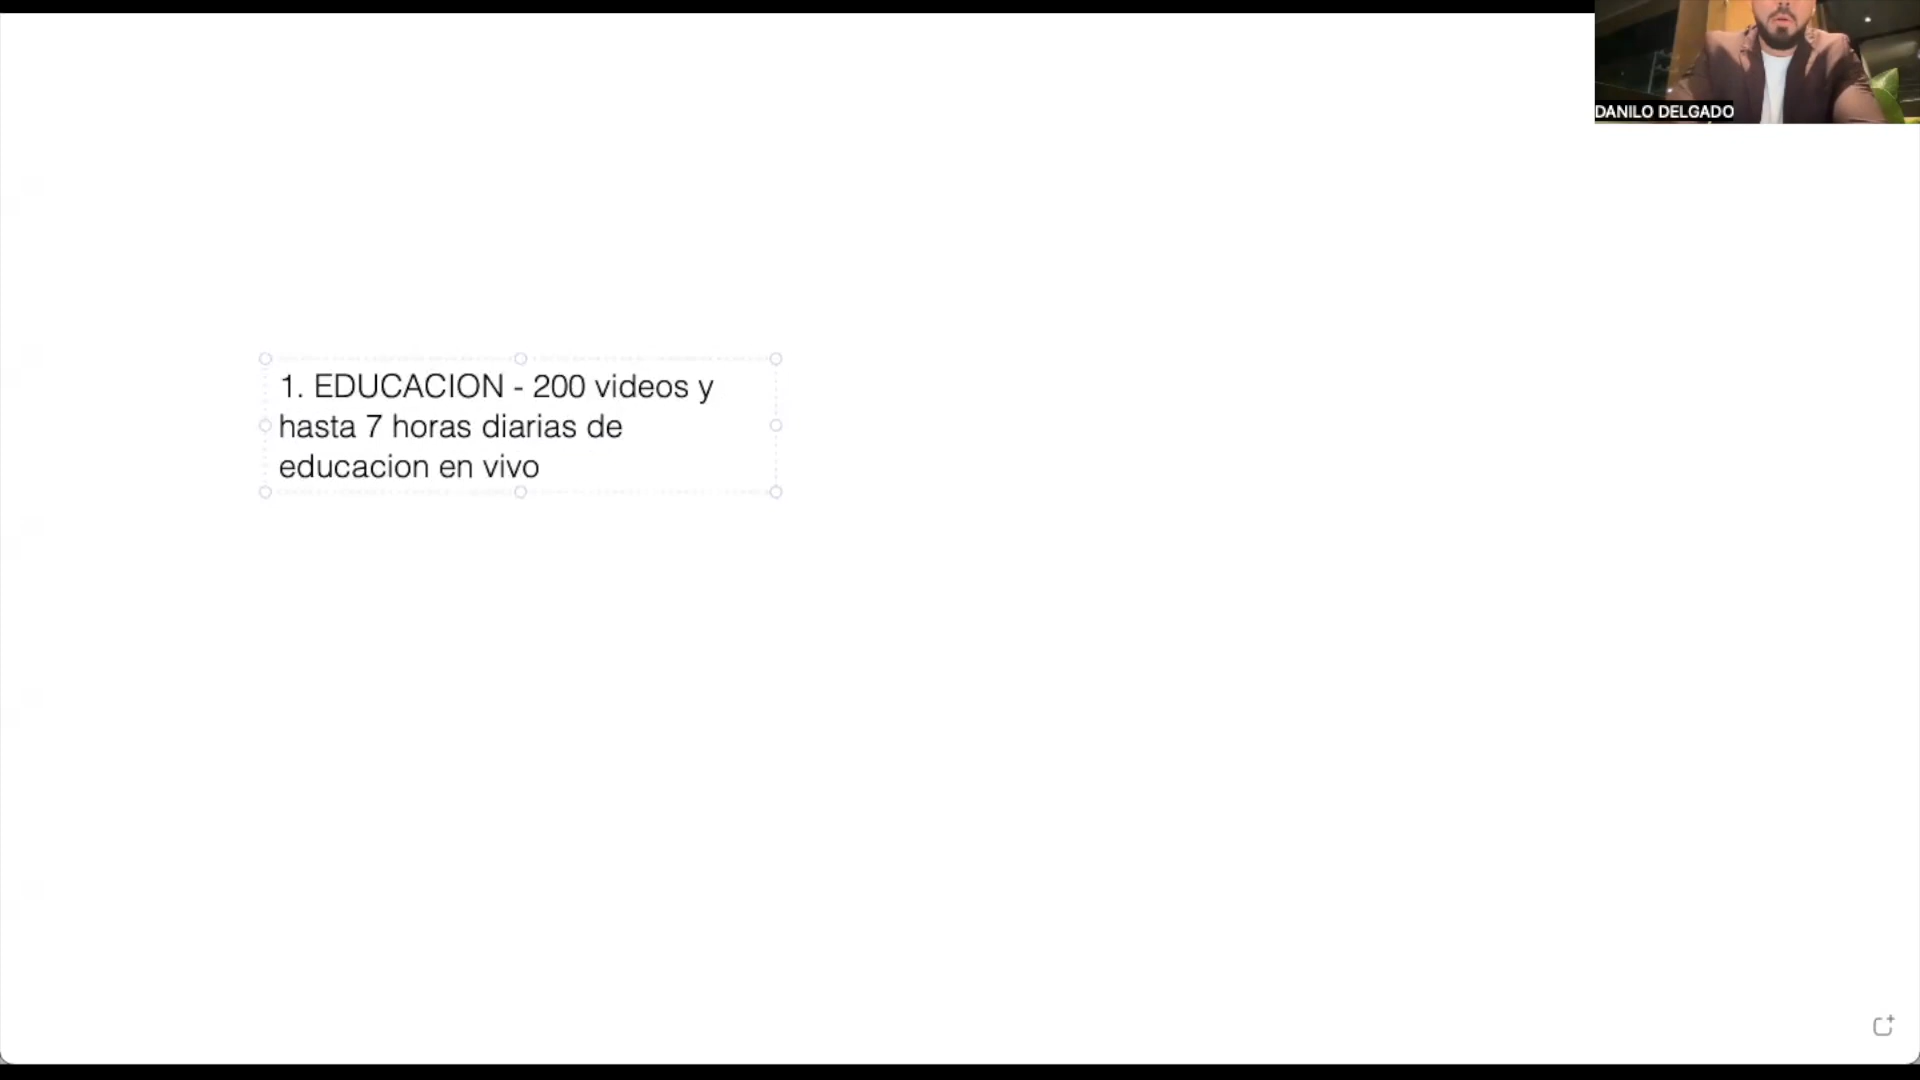 DANILO DELGADO
1. EDUCACION - 200 videos y
hasta 7 horas diarias de
educacion en vivo